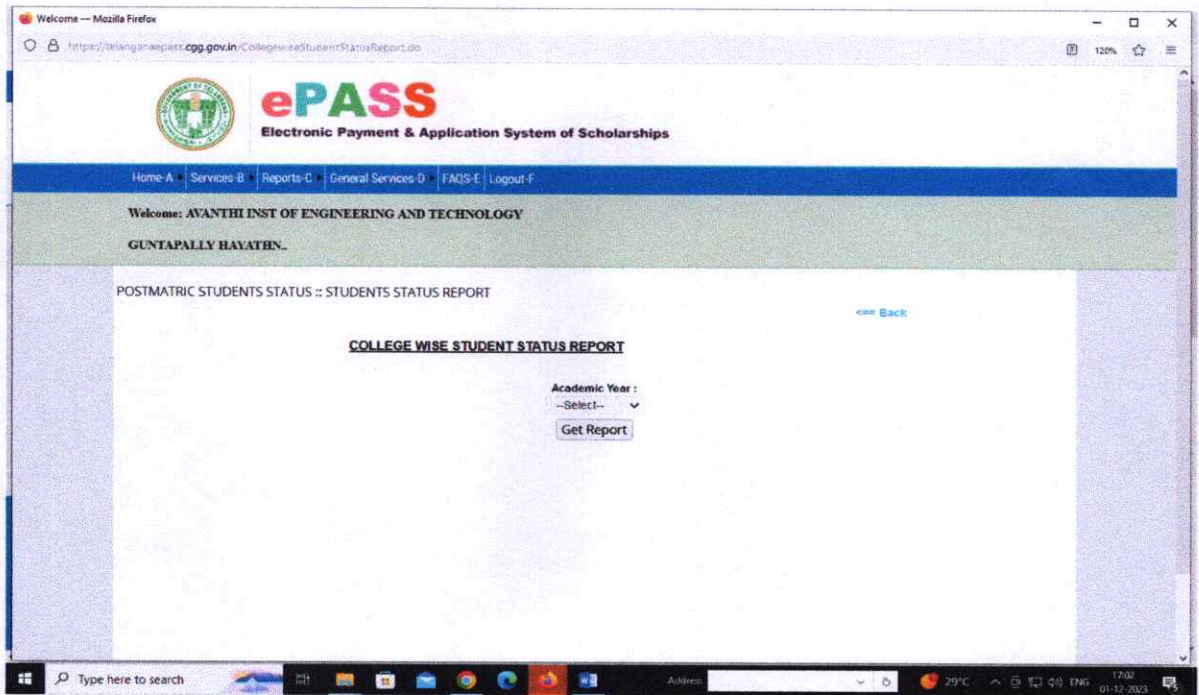 Welcome — Mozilla Firefox
https://telanganaepass.cgg.gov.in/CollegewiseStudentStatusReport.do
120%
GOVERNMENT OF TELANGANA
ePASS
Electronic Payment & Application System of Scholarships
Home-A Services-B Reports-C General Services-D FAQS-E Logout-F
Welcome: AVANTHI INST OF ENGINEERING AND TECHNOLOGY
GUNTAPALLY HAYATHN..
POSTMATRIC STUDENTS STATUS :: STUDENTS STATUS REPORT
<== Back
COLLEGE WISE STUDENT STATUS REPORT
Academic Year :
--Select--
Get Report
Type here to search
Address
29°C
ENG
17:02
01-12-2023